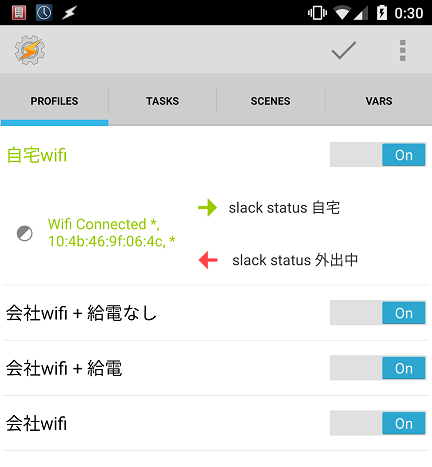 0:30
PROFILES TASKS SCENES VARS
自宅wifi On
slack status 自宅
Wifi Connected *,
10:4b:46:9f:06:4c, *
slack status 外出中
会社wifi + 給電なし On
会社wifi + 給電 On
会社wifi On